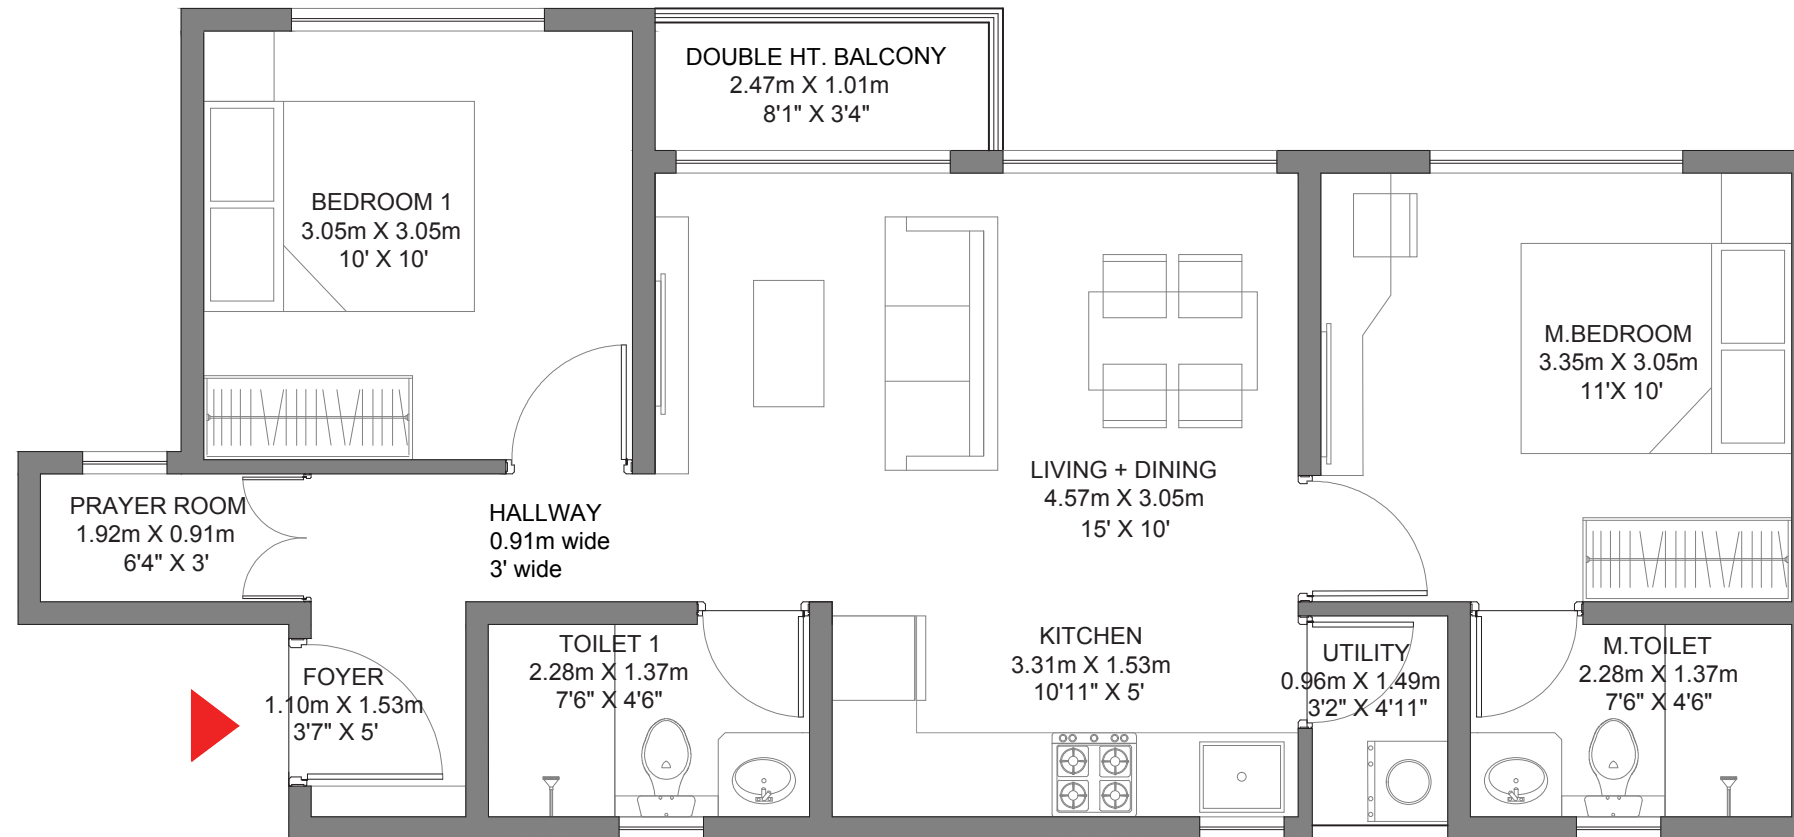 DOUBLE HT. BALCONY
2.47m X 1.01m
8'1" X 3'4"
BEDROOM 1
3.05m X 3.05m
10' X 10'
M.BEDROOM
3.35m X 3.05m
11'X 10'
LIVING + DINING
4.57m X 3.05m
15' X 10'
PRAYER ROOM
1.92m X 0.91m
6'4" X 3'
HALLWAY
0.91m wide
3' wide
FOYER
1.10m X 1.53m
3'7" X 5'
TOILET 1
2.28m X 1.37m
7'6" X 4'6"
KITCHEN
3.31m X 1.53m
10'11" X 5'
UTILITY
0.96m X 1.49m
3'2" X 4'11"
M.TOILET
2.28m X 1.37m
7'6" X 4'6"